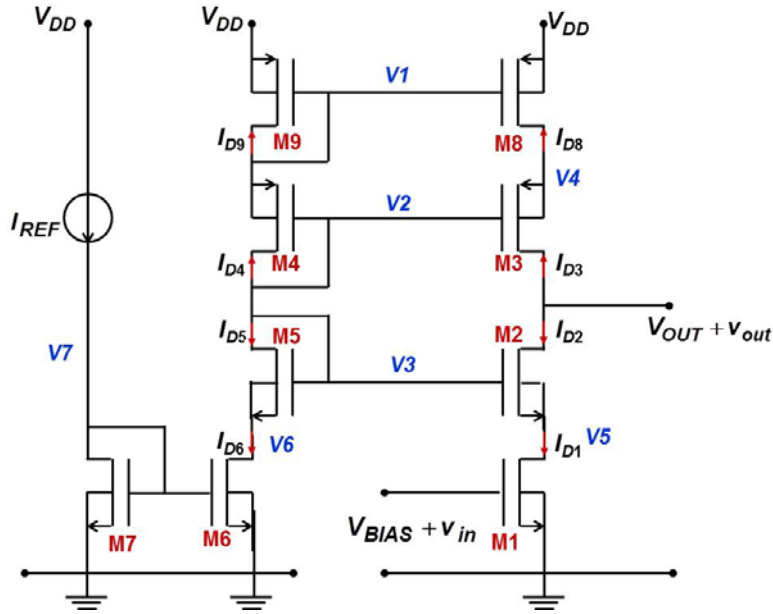 VDD VDD VDD
V1
ID9 M9 M8 ID8
V4
V2
IREF
M4 M3
ID4 ID3
ID5 M5 M2 ID2
VOUT + vout
V7
V3
ID6 V6 ID1 V5
VBIAS + vin
M7 M6 M1